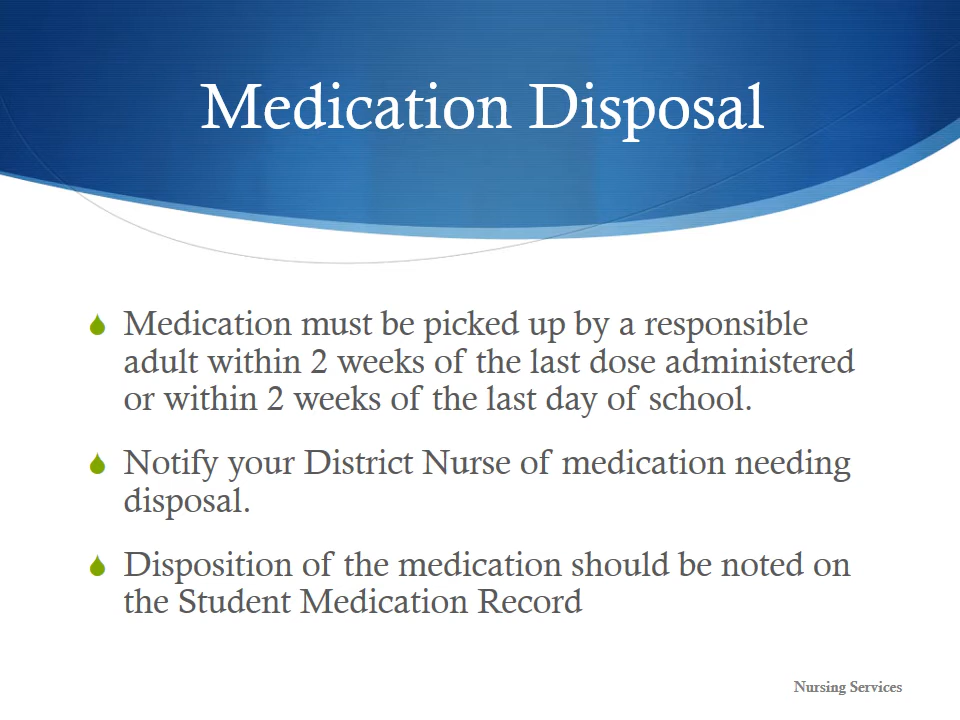 Medication Disposal
Medication must be picked up by a responsible
adult within 2 weeks of the last dose administered
or within 2 weeks of the last day of school.
Notify your District Nurse of medication needing
disposal.
Disposition of the medication should be noted on
the Student Medication Record
Nursing Services